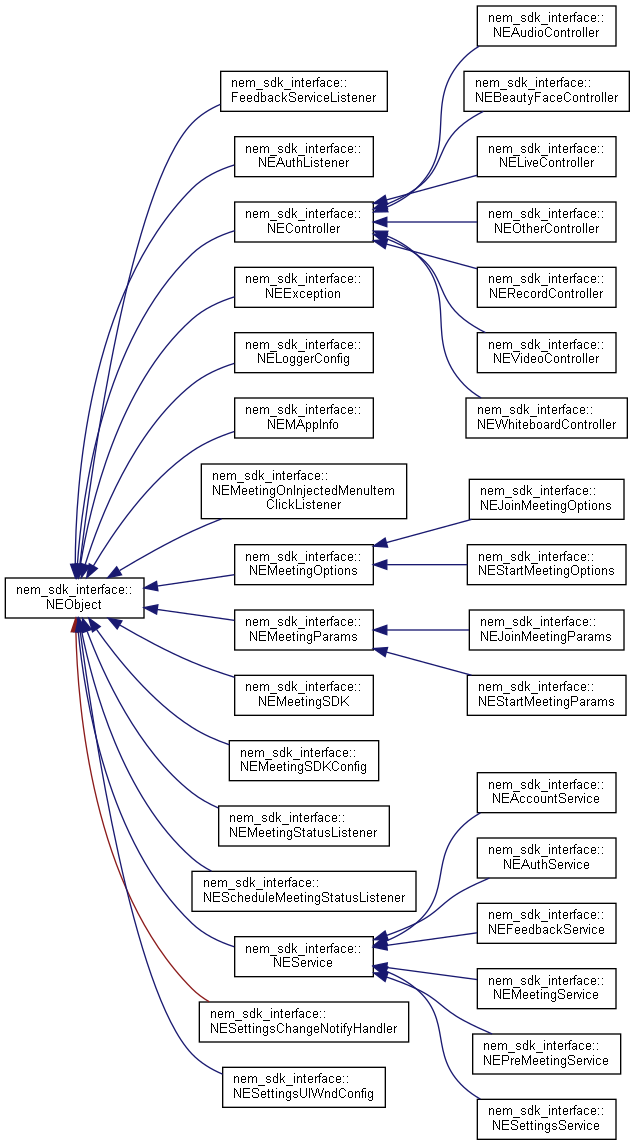 nem_sdk_interface::
NEObject
nem_sdk_interface::
FeedbackServiceListener
nem_sdk_interface::
NEAuthListener
nem_sdk_interface::
NEController
nem_sdk_interface::
NEException
nem_sdk_interface::
NELoggerConfig
nem_sdk_interface::
NEMAppInfo
nem_sdk_interface::
NEMeetingOnInjectedMenuItem
ClickListener
nem_sdk_interface::
NEMeetingOptions
nem_sdk_interface::
NEMeetingParams
nem_sdk_interface::
NEMeetingSDK
nem_sdk_interface::
NEMeetingSDKConfig
nem_sdk_interface::
NEMeetingStatusListener
nem_sdk_interface::
NEScheduleMeetingStatusListener
nem_sdk_interface::
NEService
nem_sdk_interface::
NESettingsChangeNotifyHandler
nem_sdk_interface::
NESettingsUIWndConfig
nem_sdk_interface::
NEAudioController
nem_sdk_interface::
NEBeautyFaceController
nem_sdk_interface::
NELiveController
nem_sdk_interface::
NEOtherController
nem_sdk_interface::
NERecordController
nem_sdk_interface::
NEVideoController
nem_sdk_interface::
NEWhiteboardController
nem_sdk_interface::
NEJoinMeetingOptions
nem_sdk_interface::
NEStartMeetingOptions
nem_sdk_interface::
NEJoinMeetingParams
nem_sdk_interface::
NEStartMeetingParams
nem_sdk_interface::
NEAccountService
nem_sdk_interface::
NEAuthService
nem_sdk_interface::
NEFeedbackService
nem_sdk_interface::
NEMeetingService
nem_sdk_interface::
NEPreMeetingService
nem_sdk_interface::
NESettingsService